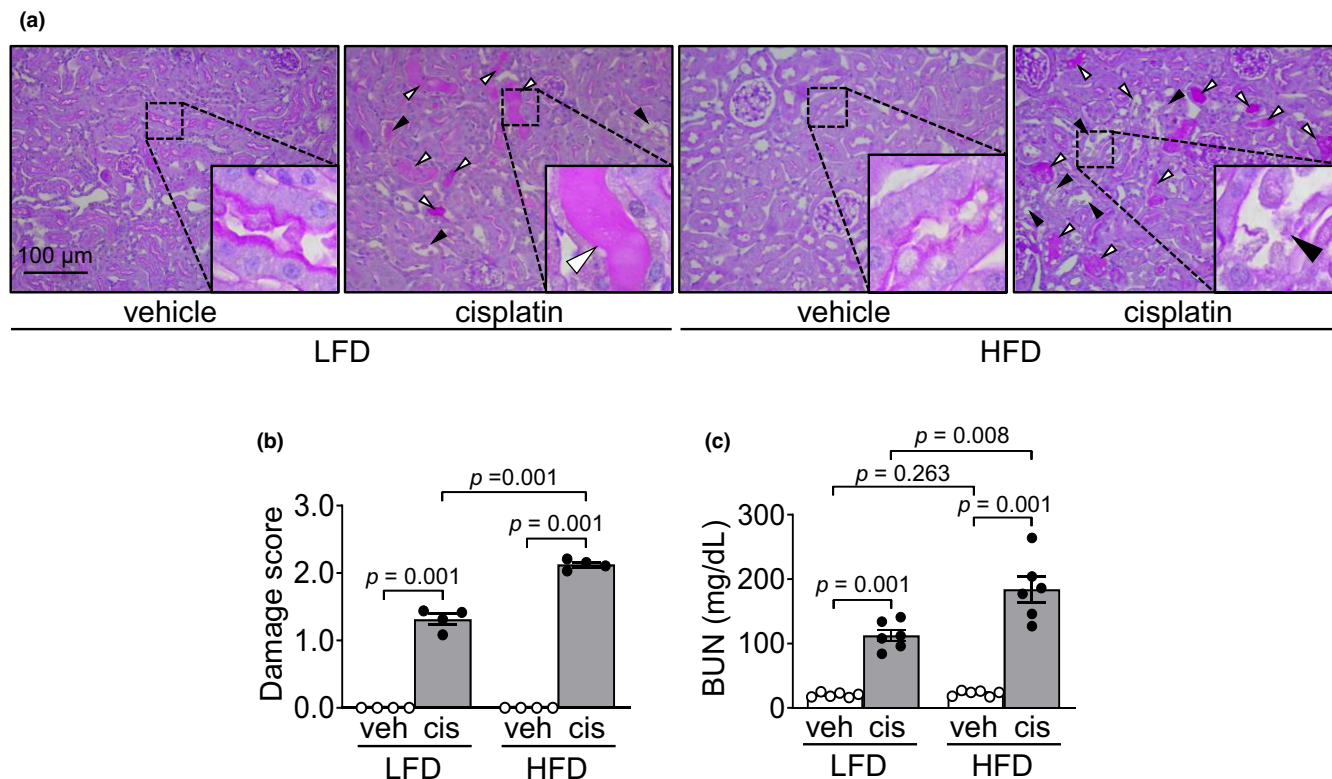 (a)
100 µm
vehicle cisplatin vehicle cisplatin
LFD HFD
(b)
p =0.001
p = 0.001
p = 0.001
Damage score
3.0
2.0
1.0
0.0
veh cis veh cis
LFD HFD
(c)
p = 0.008
p = 0.263
p = 0.001
p = 0.001
BUN (mg/dL)
300
200
100
0
veh cis veh cis
LFD HFD